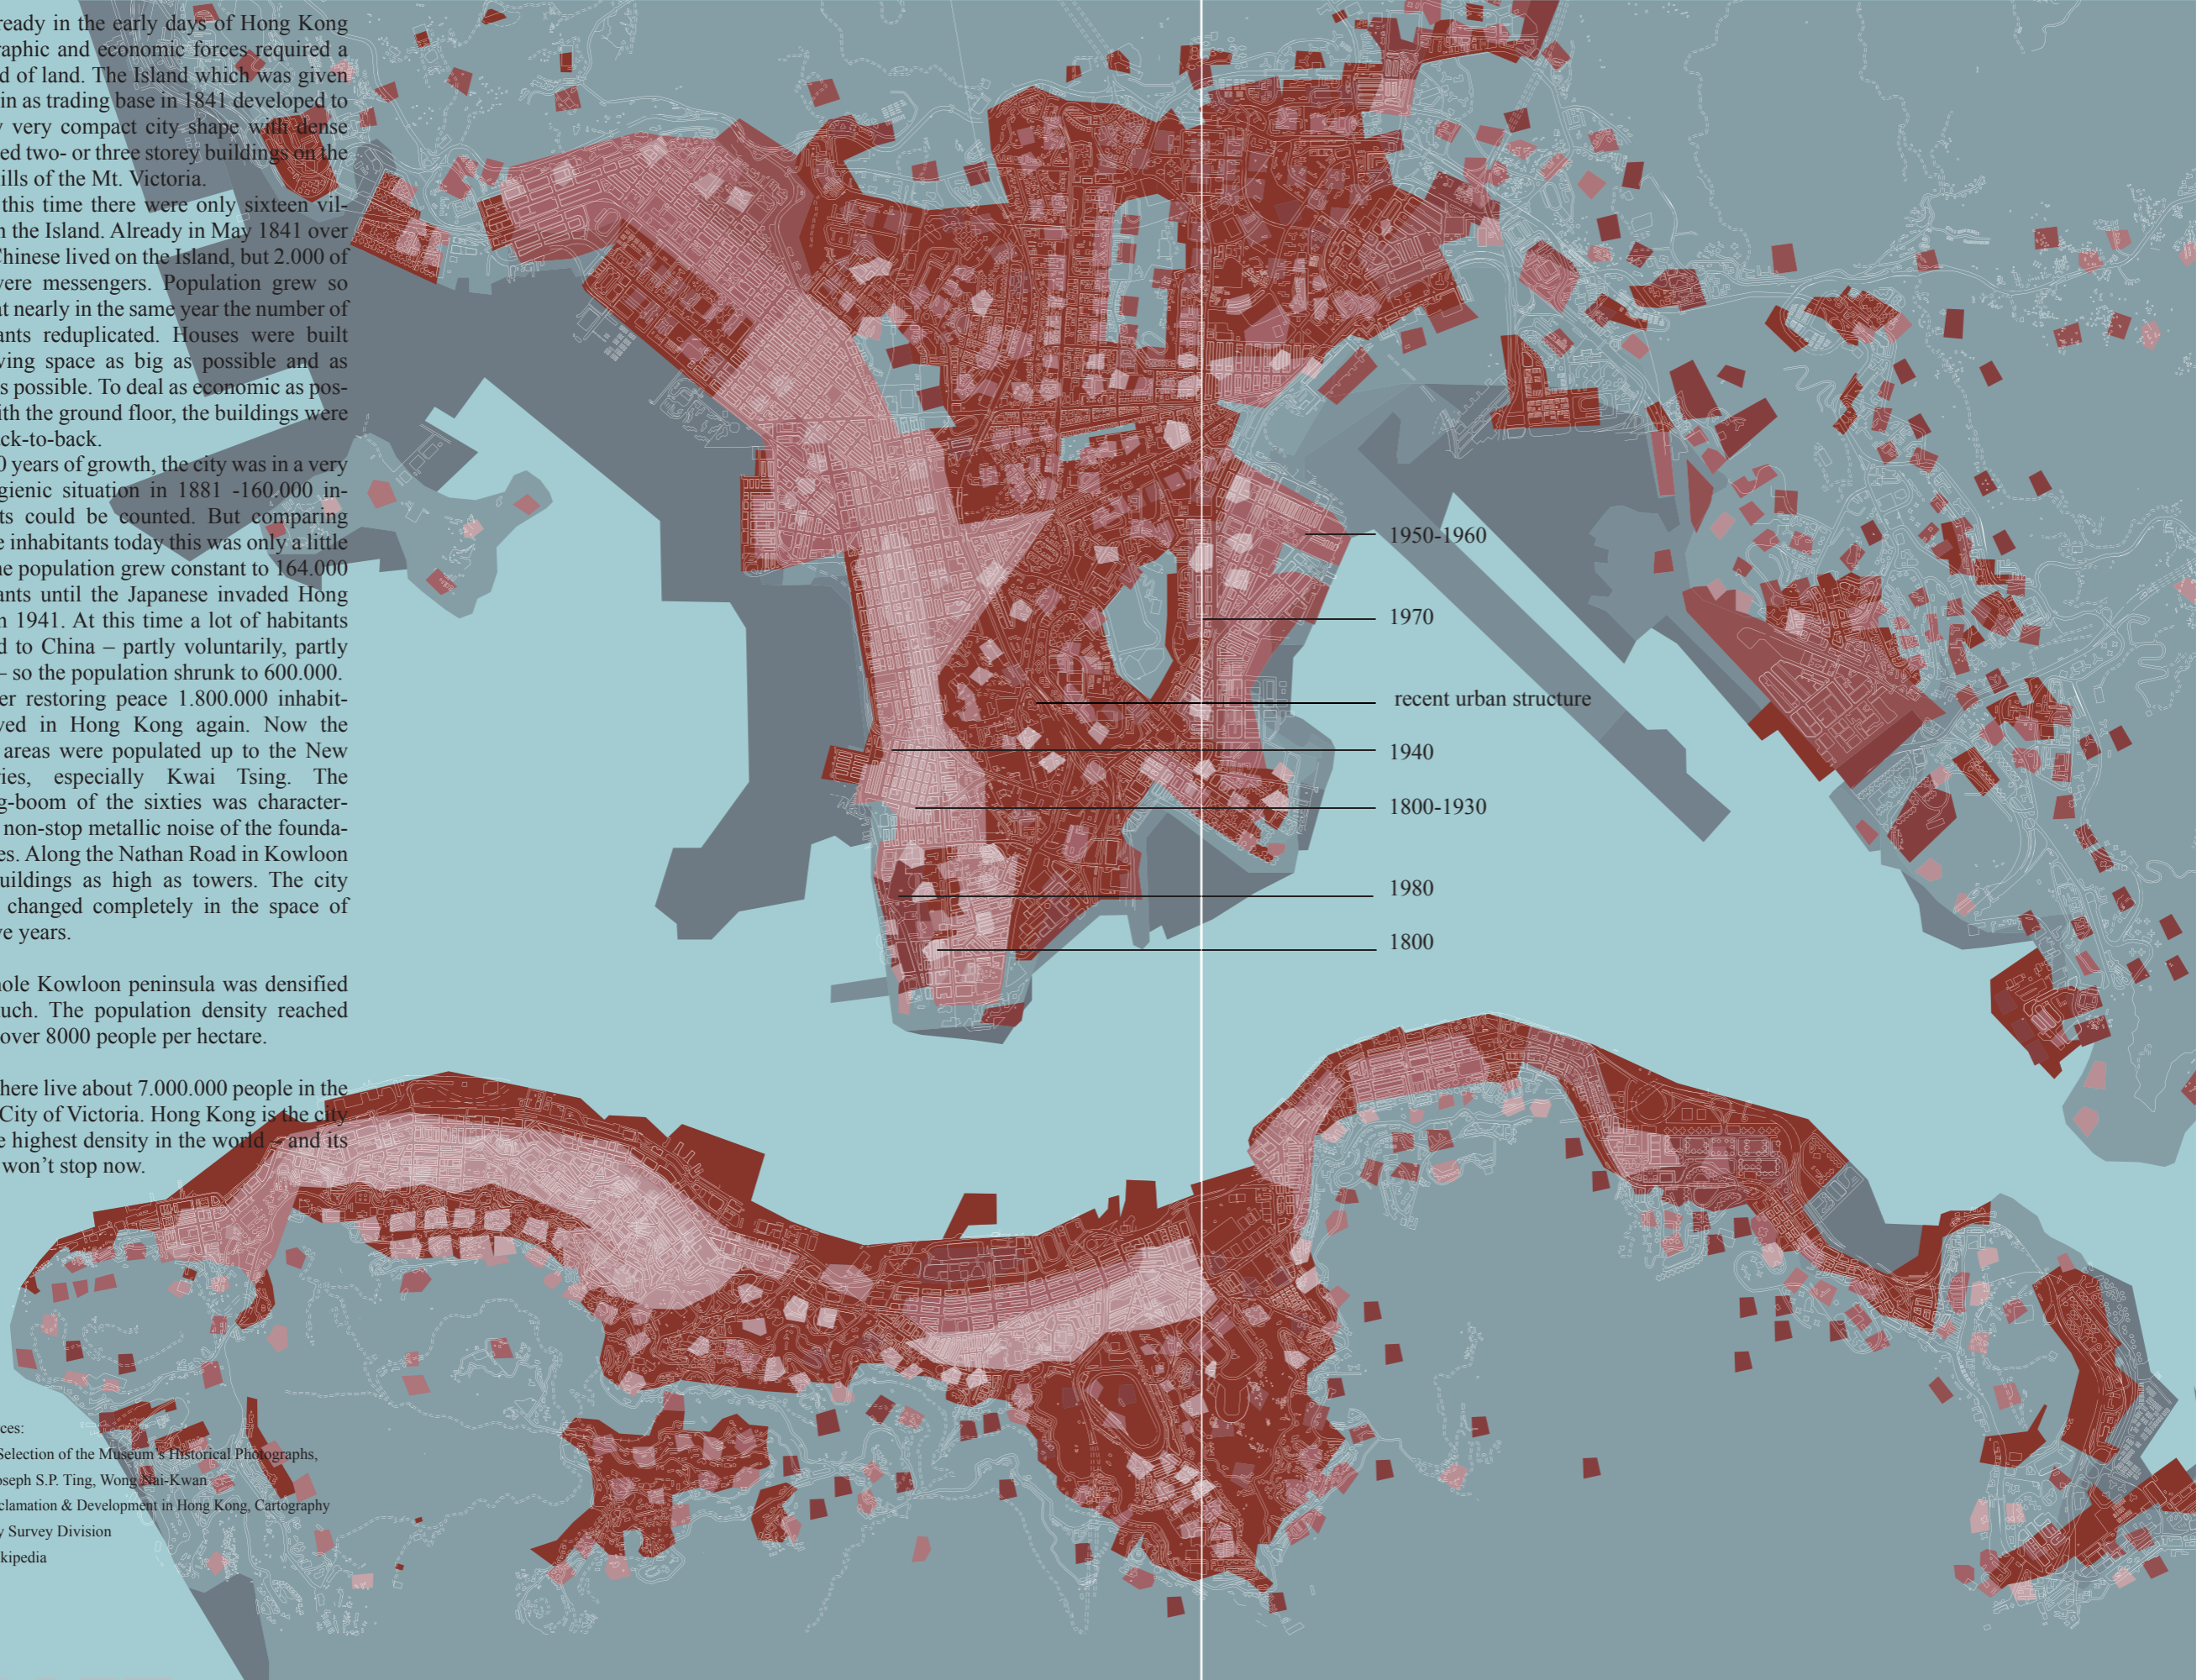 ready in the early days of Hong Kong
raphic and economic forces required a
d of land. The Island which was given
in as trading base in 1841 developed to
y very compact city shape with dense
ed two- or three storey buildings on the
ills of the Mt. Victoria.
this time there were only sixteen vil-
n the Island. Already in May 1841 over
Chinese lived on the Island, but 2.000 of
were messengers. Population grew so
at nearly in the same year the number of
ants reduplicated. Houses were built
ving space as big as possible and as
s possible. To deal as economic as pos-
ith the ground floor, the buildings were
ack-to-back.
0 years of growth, the city was in a very
gienic situation in 1881 -160.000 in-
ts could be counted. But comparing
e inhabitants today this was only a little
he population grew constant to 164.000
ants until the Japanese invaded Hong
n 1941. At this time a lot of habitants
d to China – partly voluntarily, partly
– so the population shrunk to 600.000.
er restoring peace 1.800.000 inhabit-
ved in Hong Kong again. Now the
areas were populated up to the New
ries, especially Kwai Tsing. The
g-boom of the sixties was character-
non-stop metallic noise of the founda-
es. Along the Nathan Road in Kowloon
uildings as high as towers. The city
changed completely in the space of
ve years.
hole Kowloon peninsula was densified
uch. The population density reached
over 8000 people per hectare.
here live about 7.000.000 people in the
City of Victoria. Hong Kong is the city
e highest density in the world – and its
won't stop now.
ces:
Selection of the Museum's Historical Photographs,
oseph S.P. Ting, Wong Nai-Kwan
clamation & Development in Hong Kong, Cartography
y Survey Division
kipedia
1950-1960
1970
recent urban structure
1940
1800-1930
1980
1800